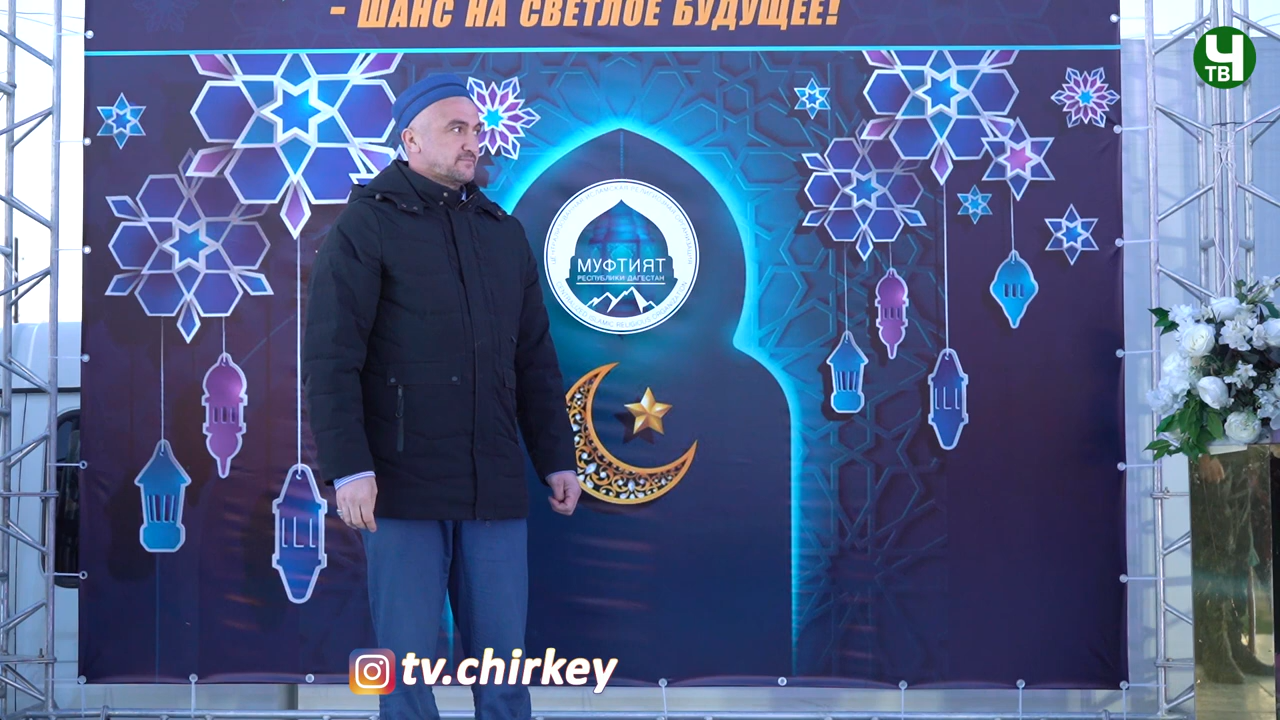 - ШАНС НА СВЕТЛОЕ БУДУЩЕЕ!
Ч
ТВ
МУФТИЯТ
РЕСПУБЛИКИ ДАГЕСТАН
tv.chirkey